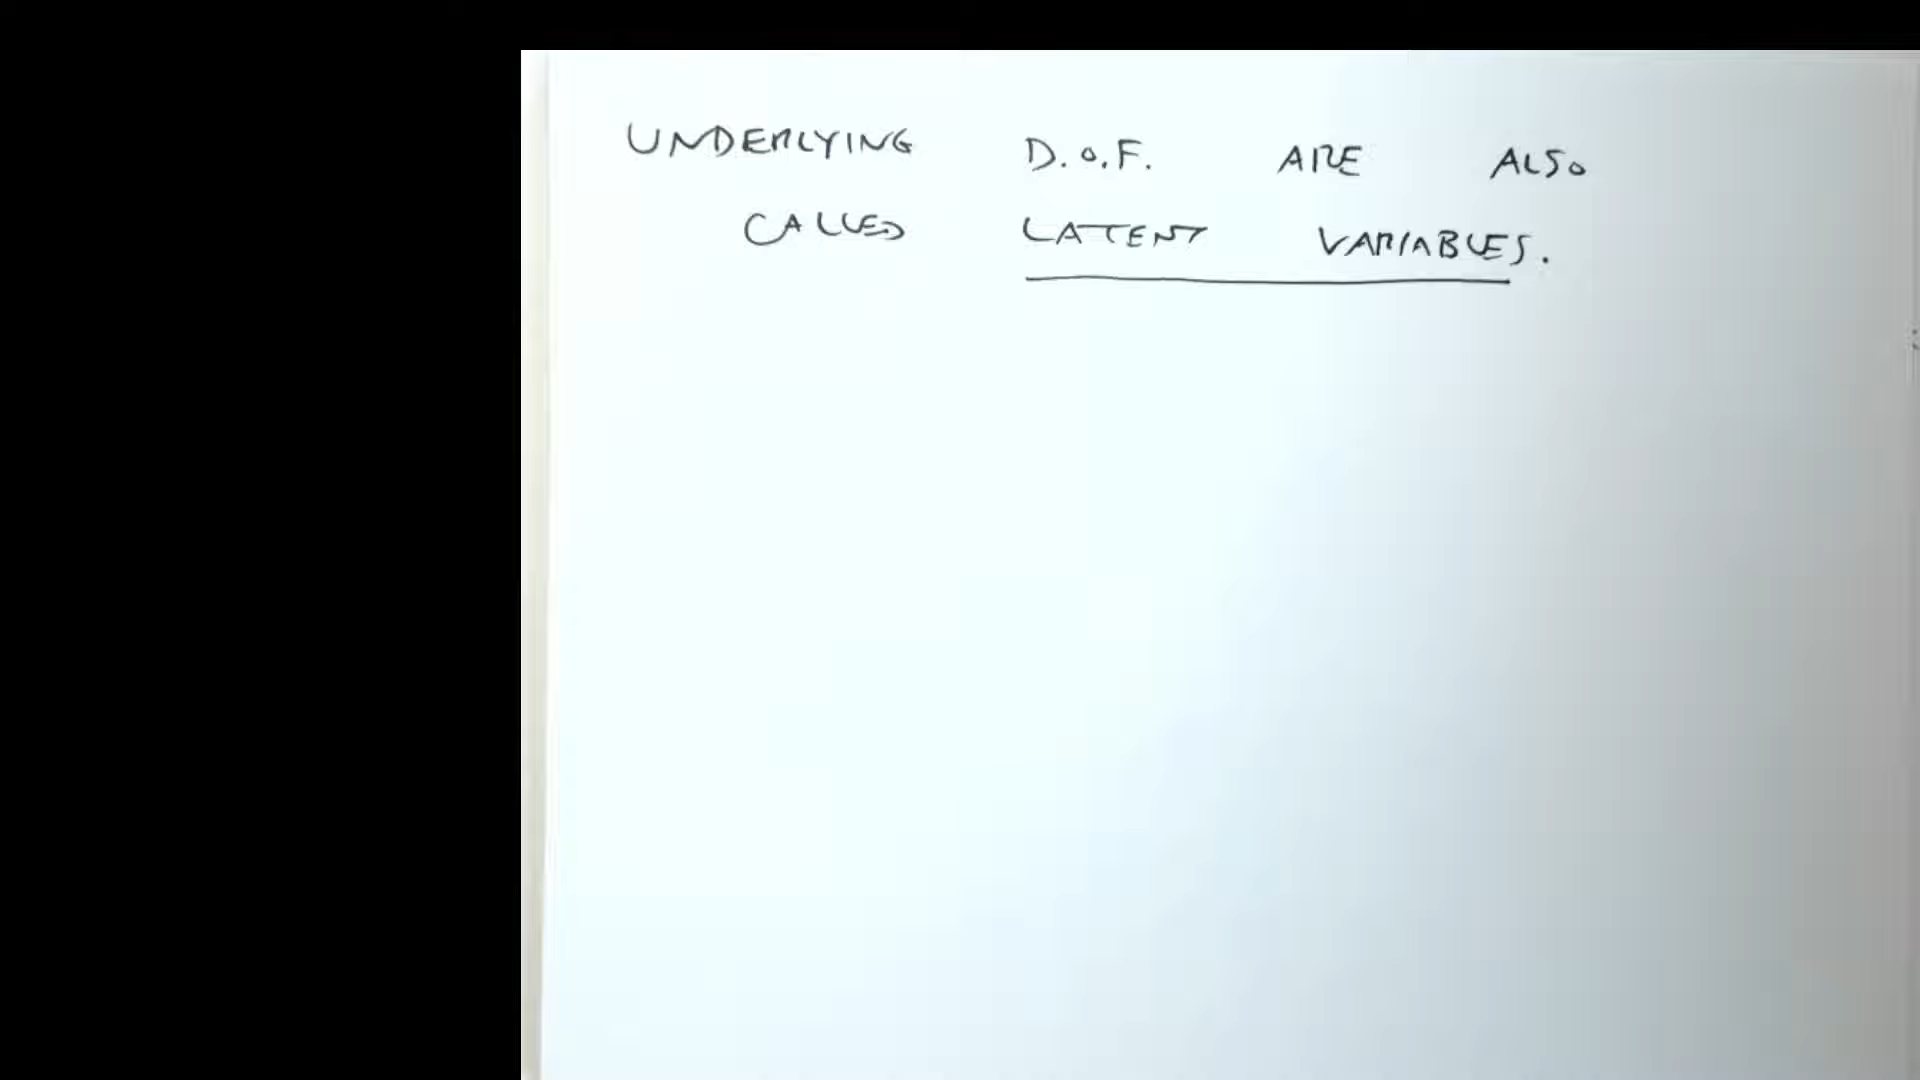 UNDERLYING D.O.F. ARE ALSO
CALLED LATENT VARIABLES.